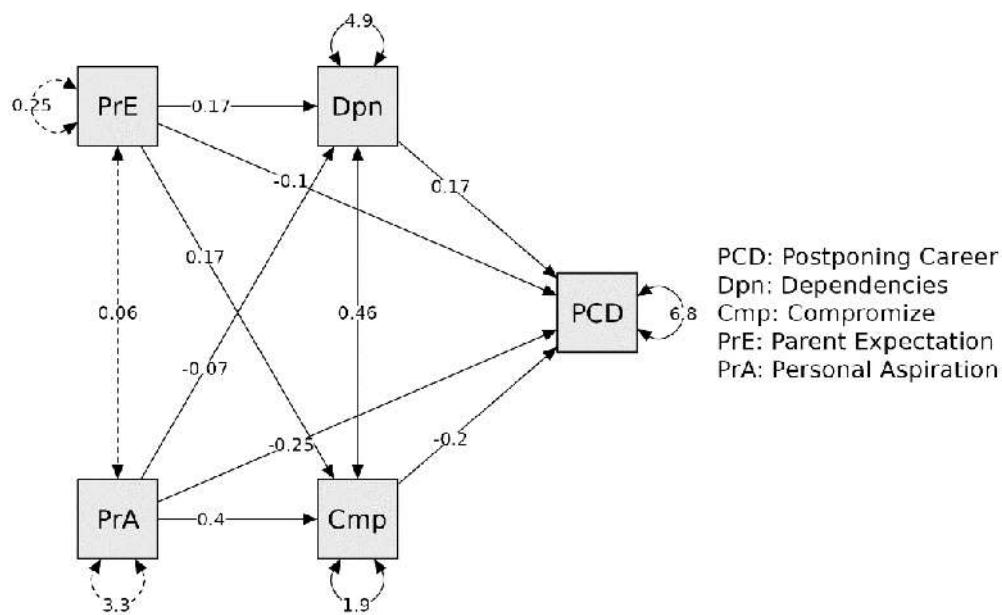 4.9
PrE
0.25
0.17
Dpn
-0.1
0.17
0.17
0.06
0.46
PCD
6.8
PCD: Postponing Career
Dpn: Dependencies
Cmp: Compromize
PrE: Parent Expectation
PrA: Personal Aspiration
-0.07
-0.25
-0.2
PrA
0.4
Cmp
3.3
1.9